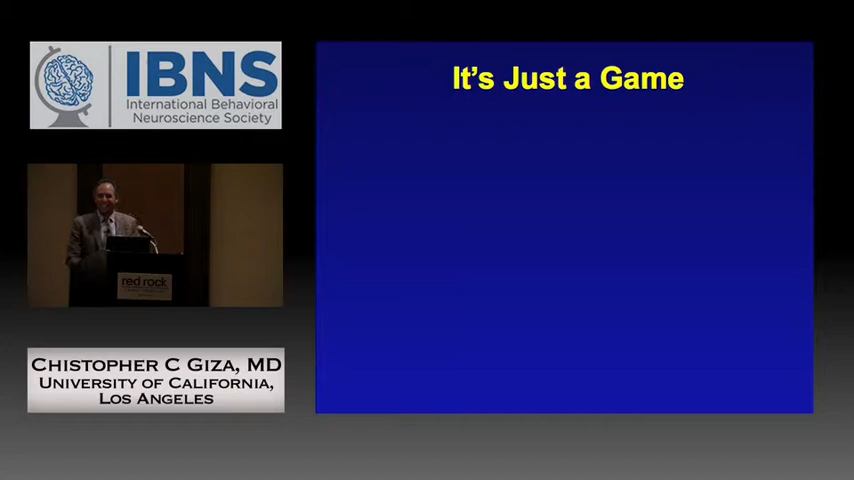 IBNS
International Behavioral
Neuroscience Society
It's Just a Game
red rock
CHISTOPHER C GIZA, MD
UNIVERSITY OF CALIFORNIA,
LOS ANGELES